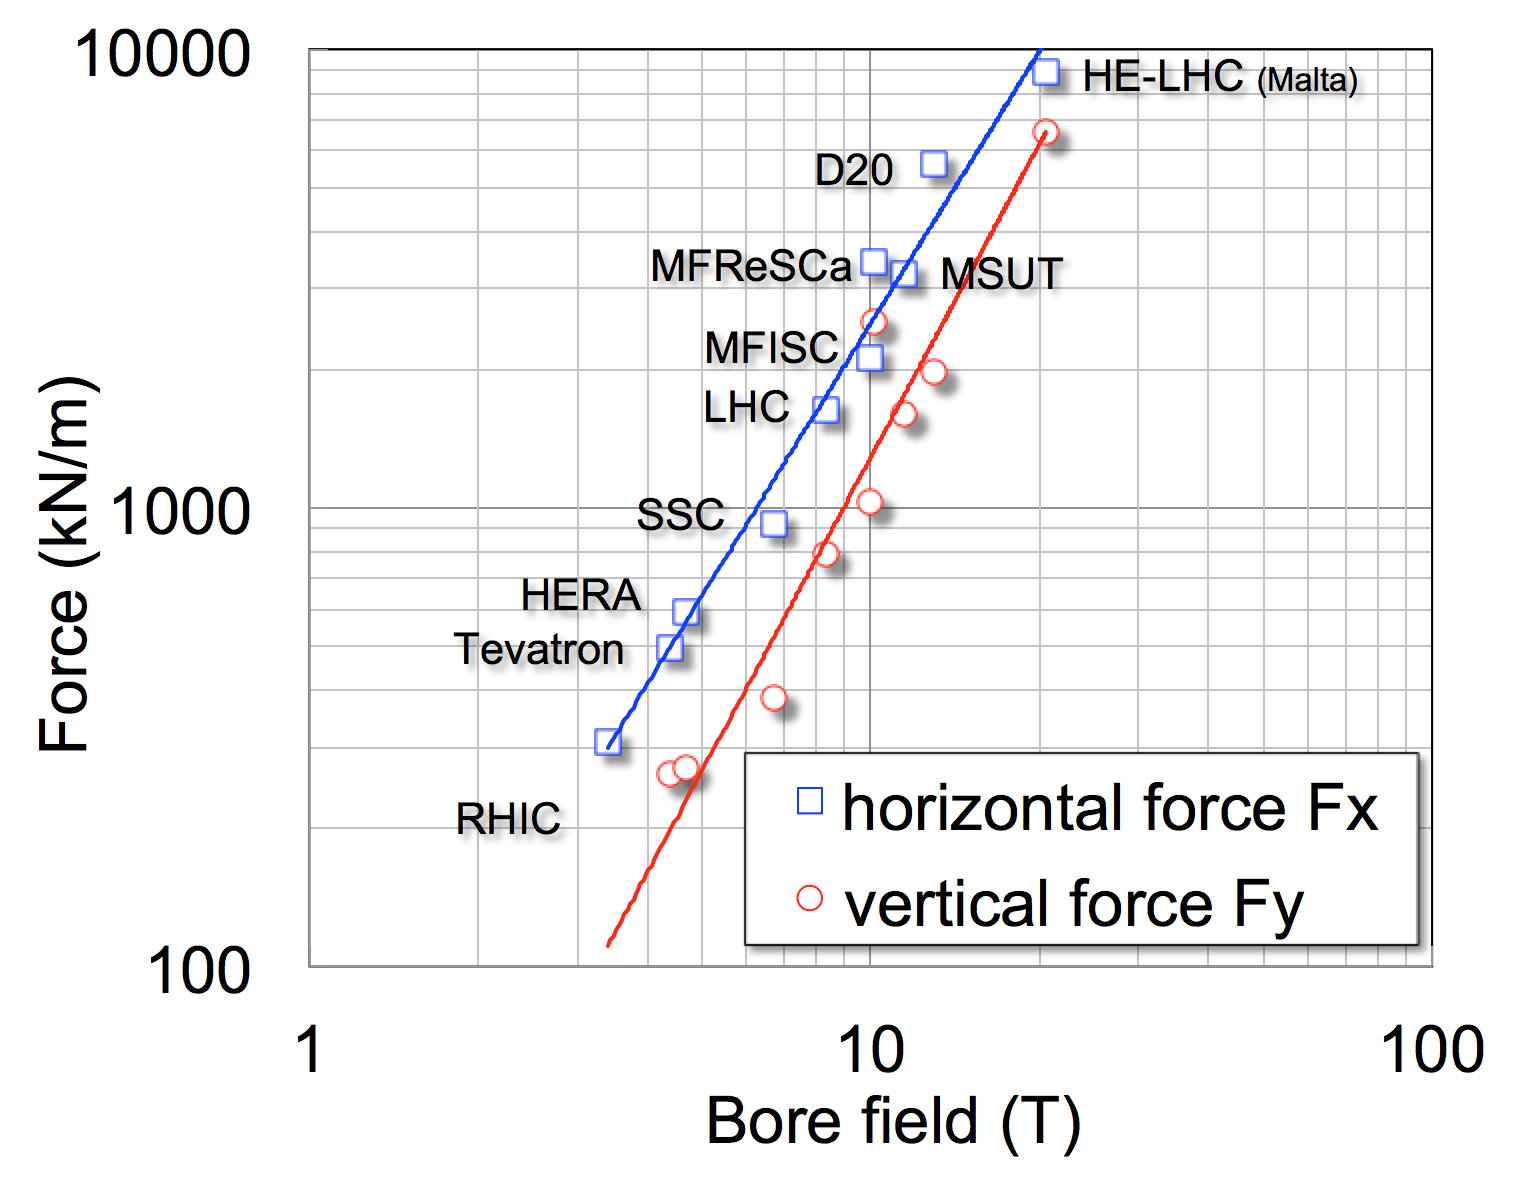 10000
HE-LHC (Malta)
D20
MFReSCa
MSUT
MFISC
LHC
Force (kN/m)
1000
SSC
HERA
Tevatron
RHIC
horizontal force Fx
vertical force Fy
100
1
10
100
Bore field (T)